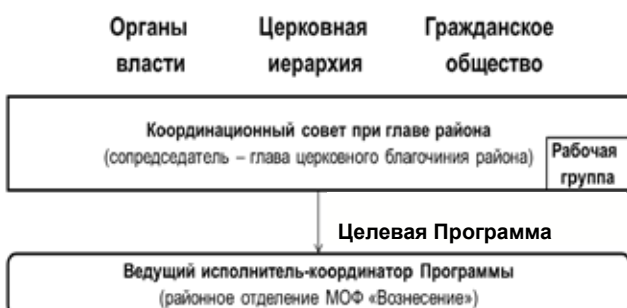 Органы Церковная Гражданское
власти иерархия общество
Координационный совет при главе района
(сопредседатель – глава церковного благочиния района)
Рабочая
группа
Целевая Программа
Ведущий исполнитель-координатор Программы
(районное отделение МОФ «Вознесение»)